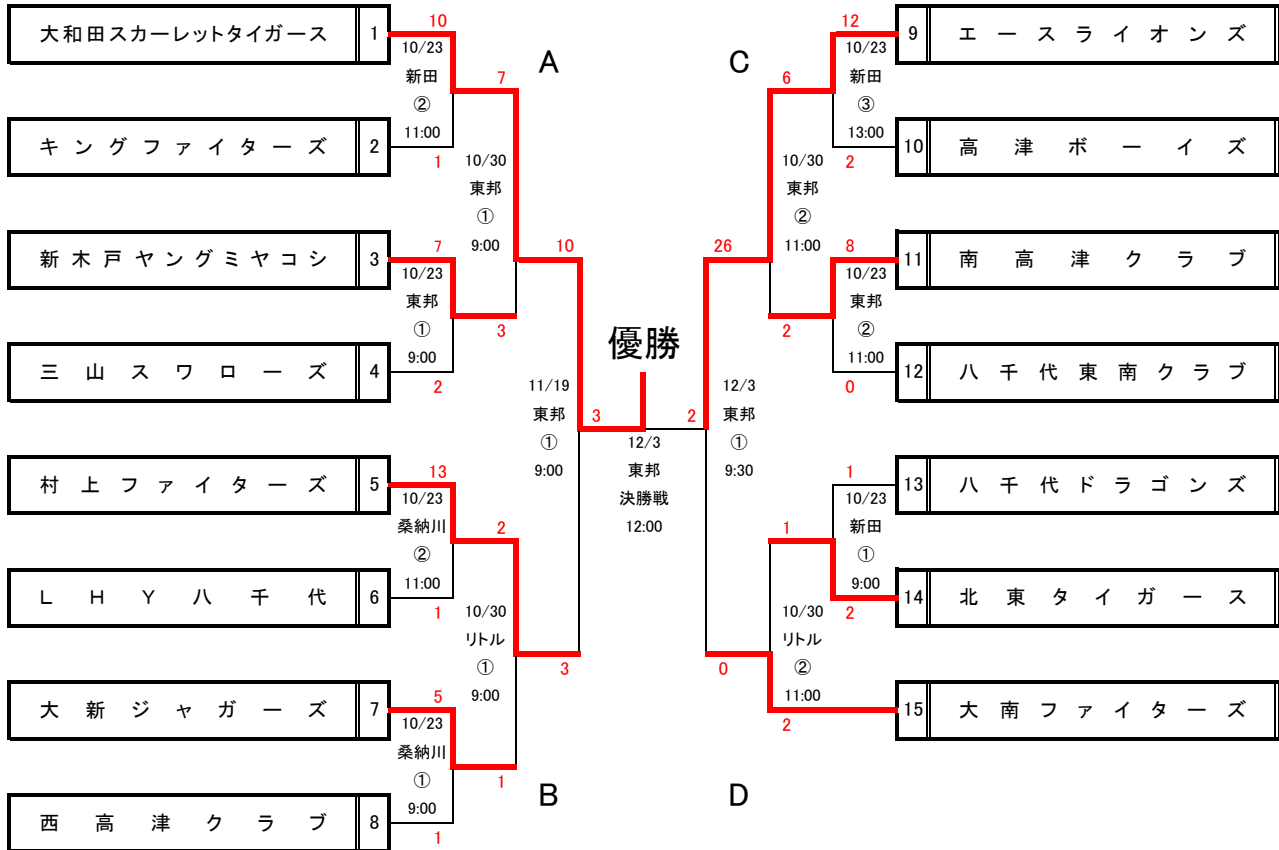 大和田スカーレットタイガース 1
キングファイターズ 2
新木戸ヤングミヤコシ 3
三山スワローズ 4
村上ファイターズ 5
LHY八千代 6
大新ジャガーズ 7
西高津クラブ 8
10
10/23
新田
②
11:00
1
7
10/23
東邦
①
9:00
2
13
10/23
桑納川
②
11:00
1
5
10/23
桑納川
①
9:00
1
A
7
10/30
東邦
①
9:00
3
2
10/30
リトル
①
9:00
1
B
10
11/19
東邦
①
9:00
3
優勝
3
2
12/3
東邦
決勝戦
12:00
26
12/3
東邦
①
9:30
0
C
6
10/30
東邦
②
11:00
2
1
10/30
リトル
②
11:00
2
D
12
10/23
新田
③
13:00
2
8
10/23
東邦
②
11:00
0
1
10/23
新田
①
9:00
2
9 エースライオンズ
10 高津ボーイズ
11 南高津クラブ
12 八千代東南クラブ
13 八千代ドラゴンズ
14 北東タイガース
15 大南ファイターズ